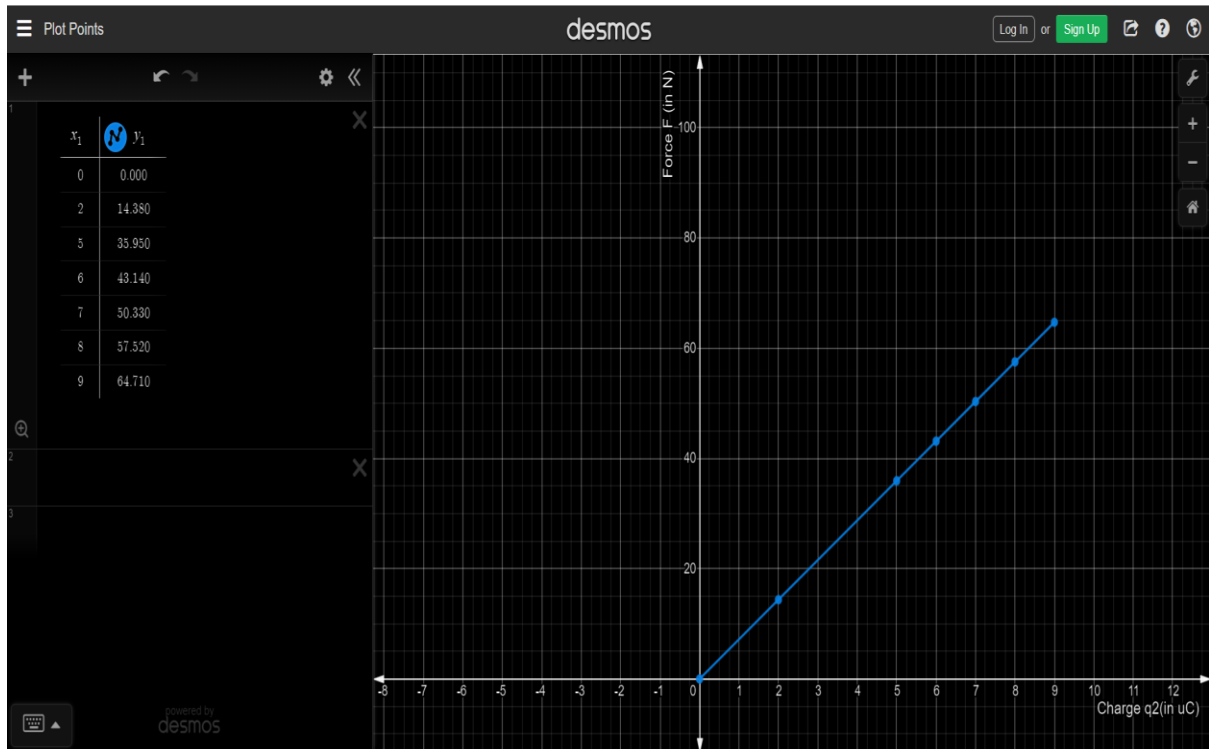 Plot Points
desmos
Log In or Sign Up
1
x₁ y₁
0 0.000
2 14.380
5 35.950
6 43.140
7 50.330
8 57.520
9 64.710
2
3
powered by
desmos
Force F (in N)
100
80
60
40
20
-8 -7 -6 -5 -4 -3 -2 -1 0 1 2 3 4 5 6 7 8 9 10 11 12
Charge q2(in uC)